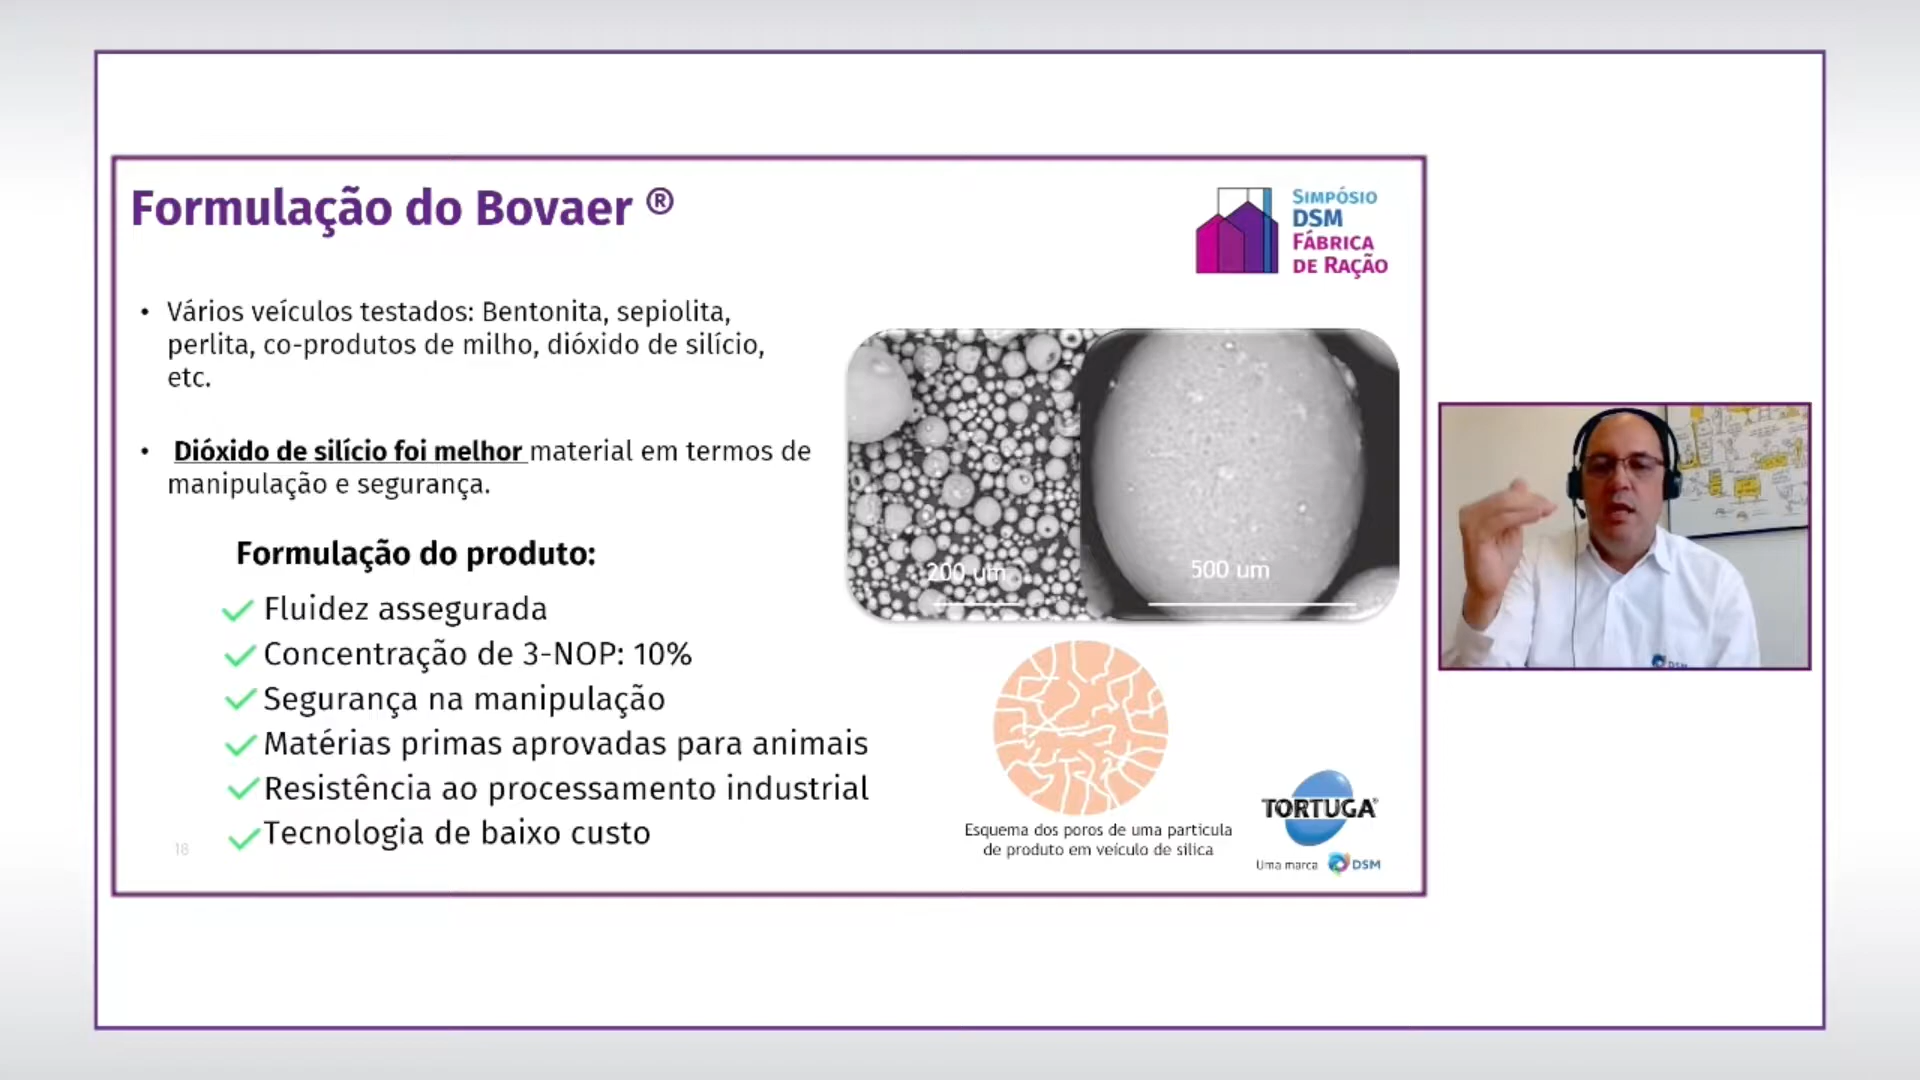 Formulação do Bovaer ®
SIMPÓSIO
DSM
FÁBRICA
DE RAÇÃO
• Vários veículos testados: Bentonita, sepiolita,
perlita, co-produtos de milho, dióxido de silício,
etc.
• Dióxido de silício foi melhor material em termos de
manipulação e segurança.
200 um
500 um
Formulação do produto:
Fluidez assegurada
Concentração de 3-NOP: 10%
Segurança na manipulação
Matérias primas aprovadas para animais
Resistência ao processamento industrial
Tecnologia de baixo custo
Esquema dos poros de uma particula
de produto em veículo de silica
TORTUGA®
Uma marca DSM
18
DSM